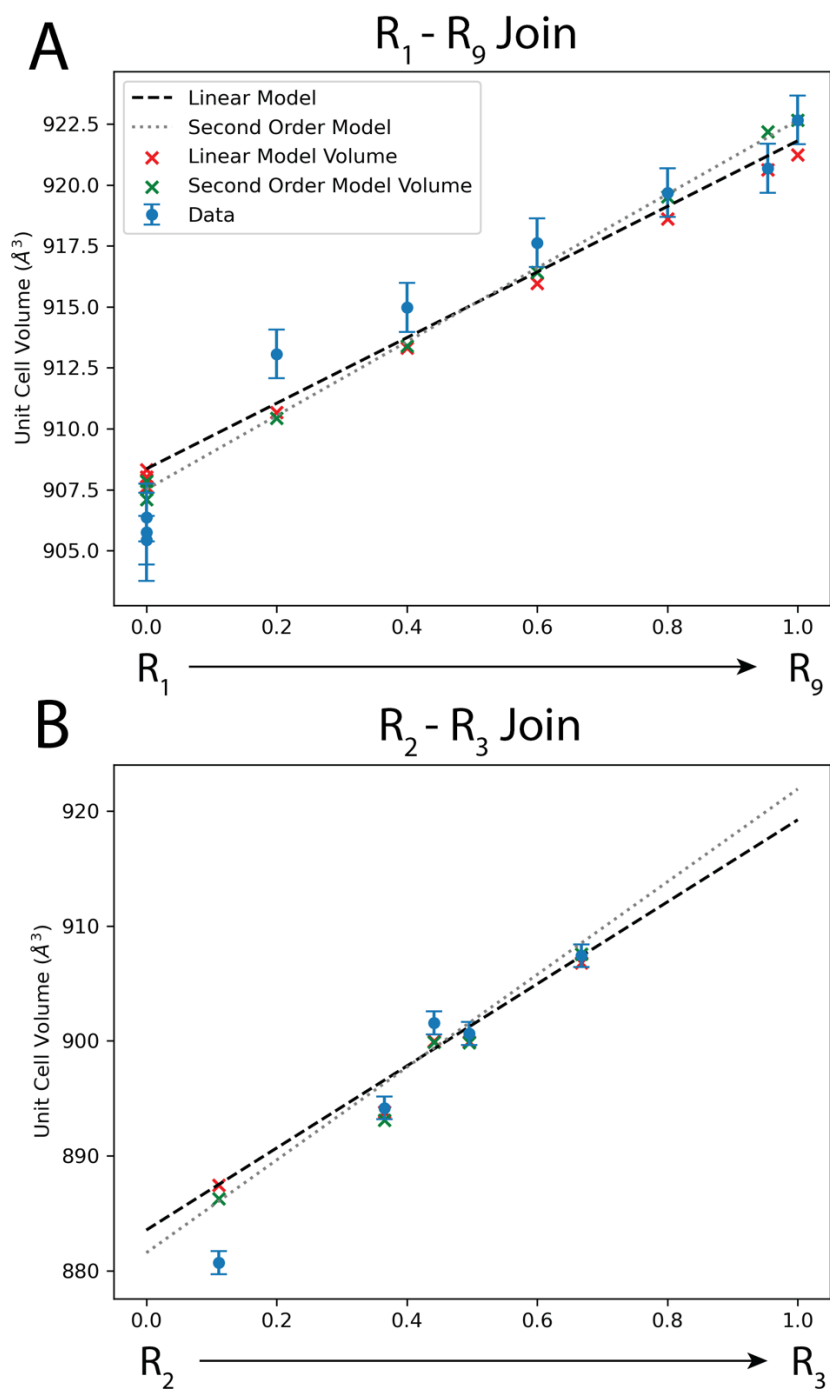 A
R₁ - R₉ Join
Linear Model
Second Order Model
Linear Model Volume
Second Order Model Volume
Data
Unit Cell Volume (Å³)
922.5
920.0
917.5
915.0
912.5
910.0
907.5
905.0
0.0 0.2 0.4 0.6 0.8 1.0
R₁ R₉
B
R₂ - R₃ Join
Unit Cell Volume (Å³)
920
910
900
890
880
0.0 0.2 0.4 0.6 0.8 1.0
R₂ R₃